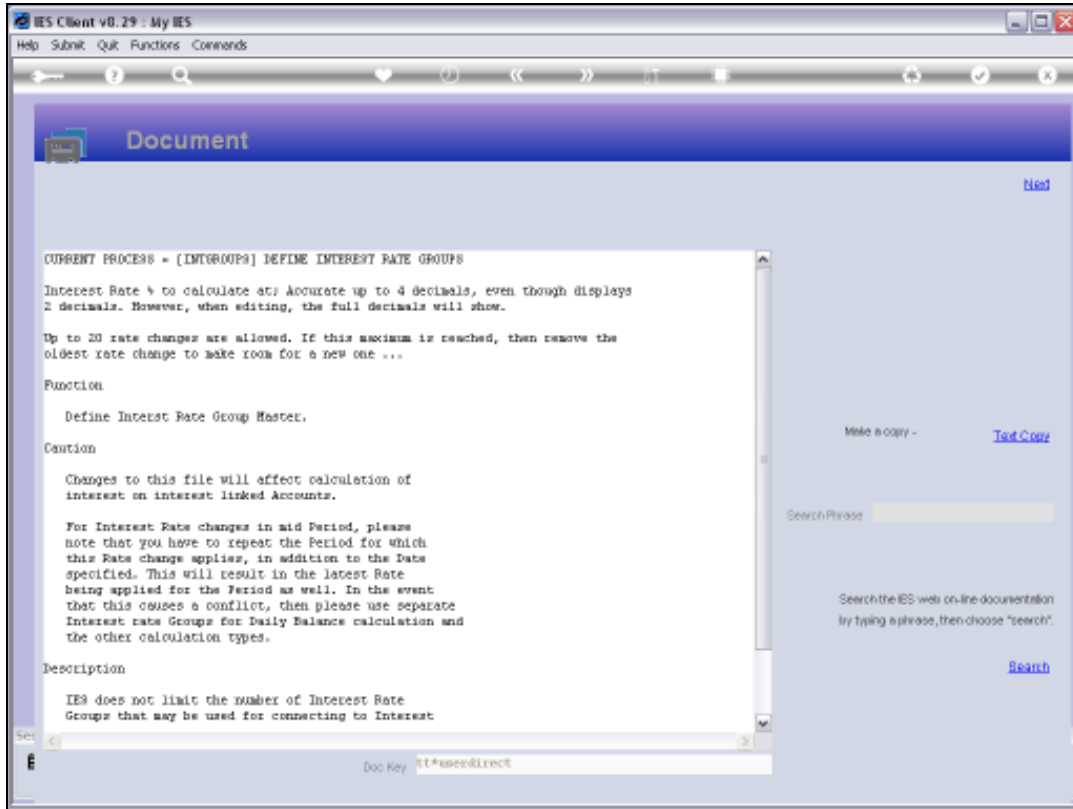 IES Client v8.29 : My IES
Help Submit Quit Functions Commands
Document
Next
CURRENT PROCESS = [INTGROUPS] DEFINE INTEREST RATE GROUPS
Interest Rate % to calculate at; Accurate up to 4 decimals, even though displays
2 decimals. However, when editing, the full decimals will show.
Up to 20 rate changes are allowed. If this maximum is reached, then remove the
oldest rate change to make room for a new one ...
Function
Define Interst Rate Group Master.
Caution
Changes to this file will affect calculation of
interest on interest linked Accounts.
For Interest Rate changes in mid Period, please
note that you have to repeat the Period for which
this Rate change applies, in addition to the Date
specified. This will result in the latest Rate
being applied for the Period as well. In the event
that this causes a conflict, then please use separate
Interest rate Groups for Daily Balance calculation and
the other calculation types.
Description
IES does not limit the number of Interest Rate
Groups that may be used for connecting to Interest
Make a copy -
Text Copy
Search Phrase
Search the IES web on-line documentation
by typing a phrase, then choose "search".
Search
Doc Key tt*userdirect